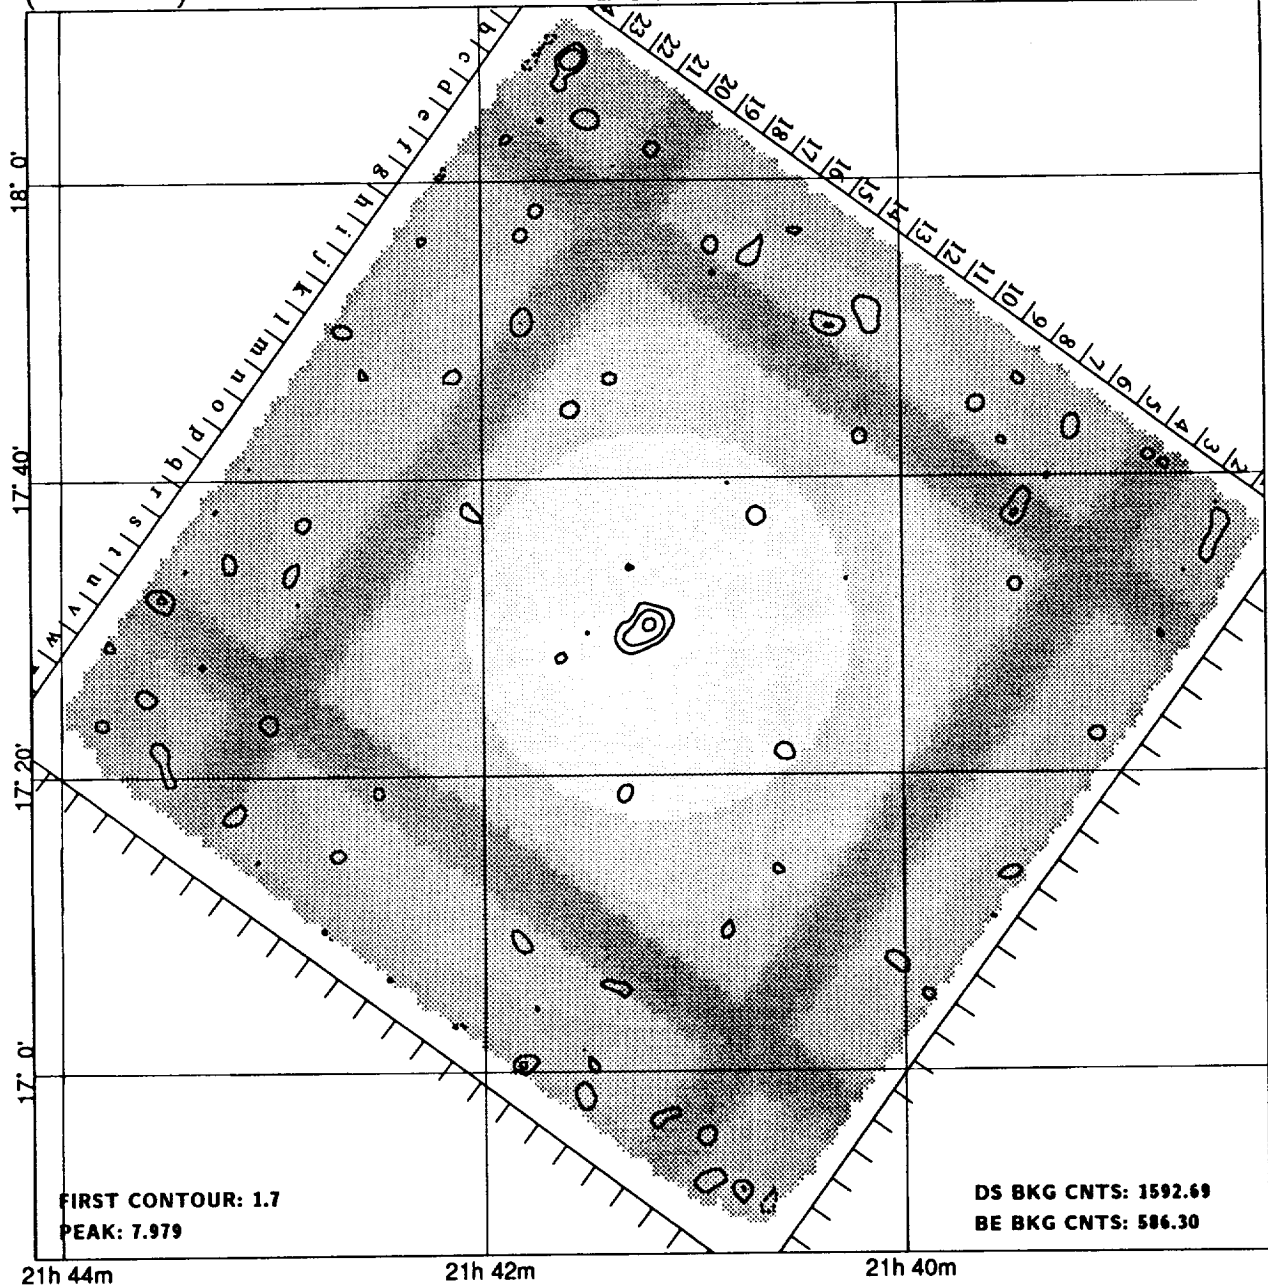 b c d e f g h i j k l m n o p q r s t u v w
23 22 21 20 19 18 17 16 15 14 13 12 11 10 9 8 7 6 5 4 3 2
18° 0'
17° 40'
17° 20'
17° 0'
FIRST CONTOUR: 1.7
PEAK: 7.979
DS BKG CNTS: 1592.69
BE BKG CNTS: 586.30
21h 44m
21h 42m
21h 40m